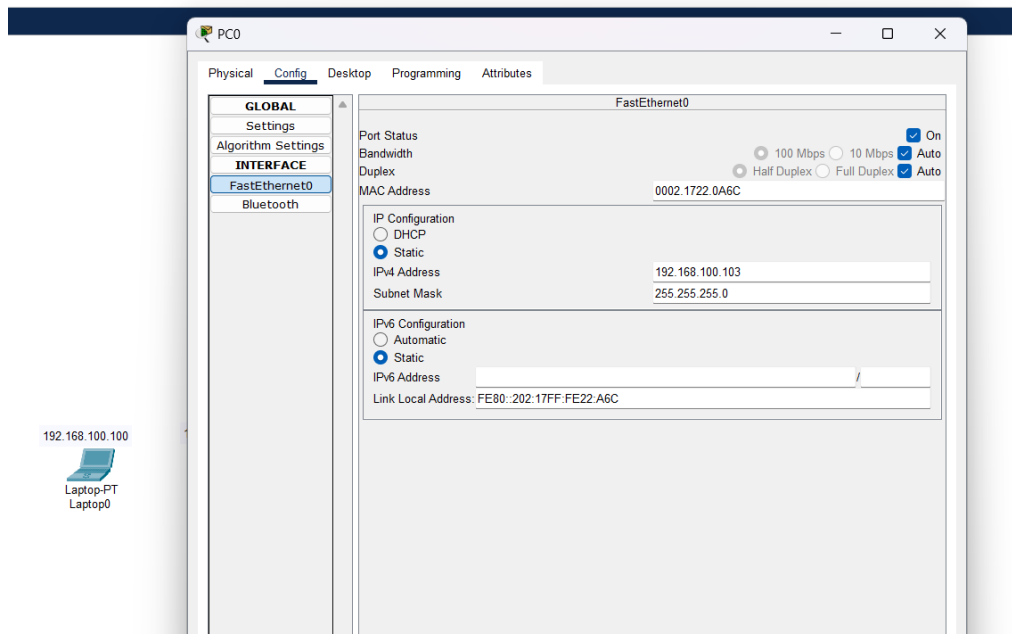 PC0
Physical Config Desktop Programming Attributes
GLOBAL
Settings
Algorithm Settings
INTERFACE
FastEthernet0
Bluetooth
FastEthernet0
Port Status On
Bandwidth 100 Mbps 10 Mbps Auto
Duplex Half Duplex Full Duplex Auto
MAC Address 0002.1722.0A6C
IP Configuration
DHCP
Static
IPv4 Address 192.168.100.103
Subnet Mask 255.255.255.0
IPv6 Configuration
Automatic
Static
IPv6 Address /
Link Local Address: FE80::202:17FF:FE22:A6C
192.168.100.100
Laptop-PT
Laptop0